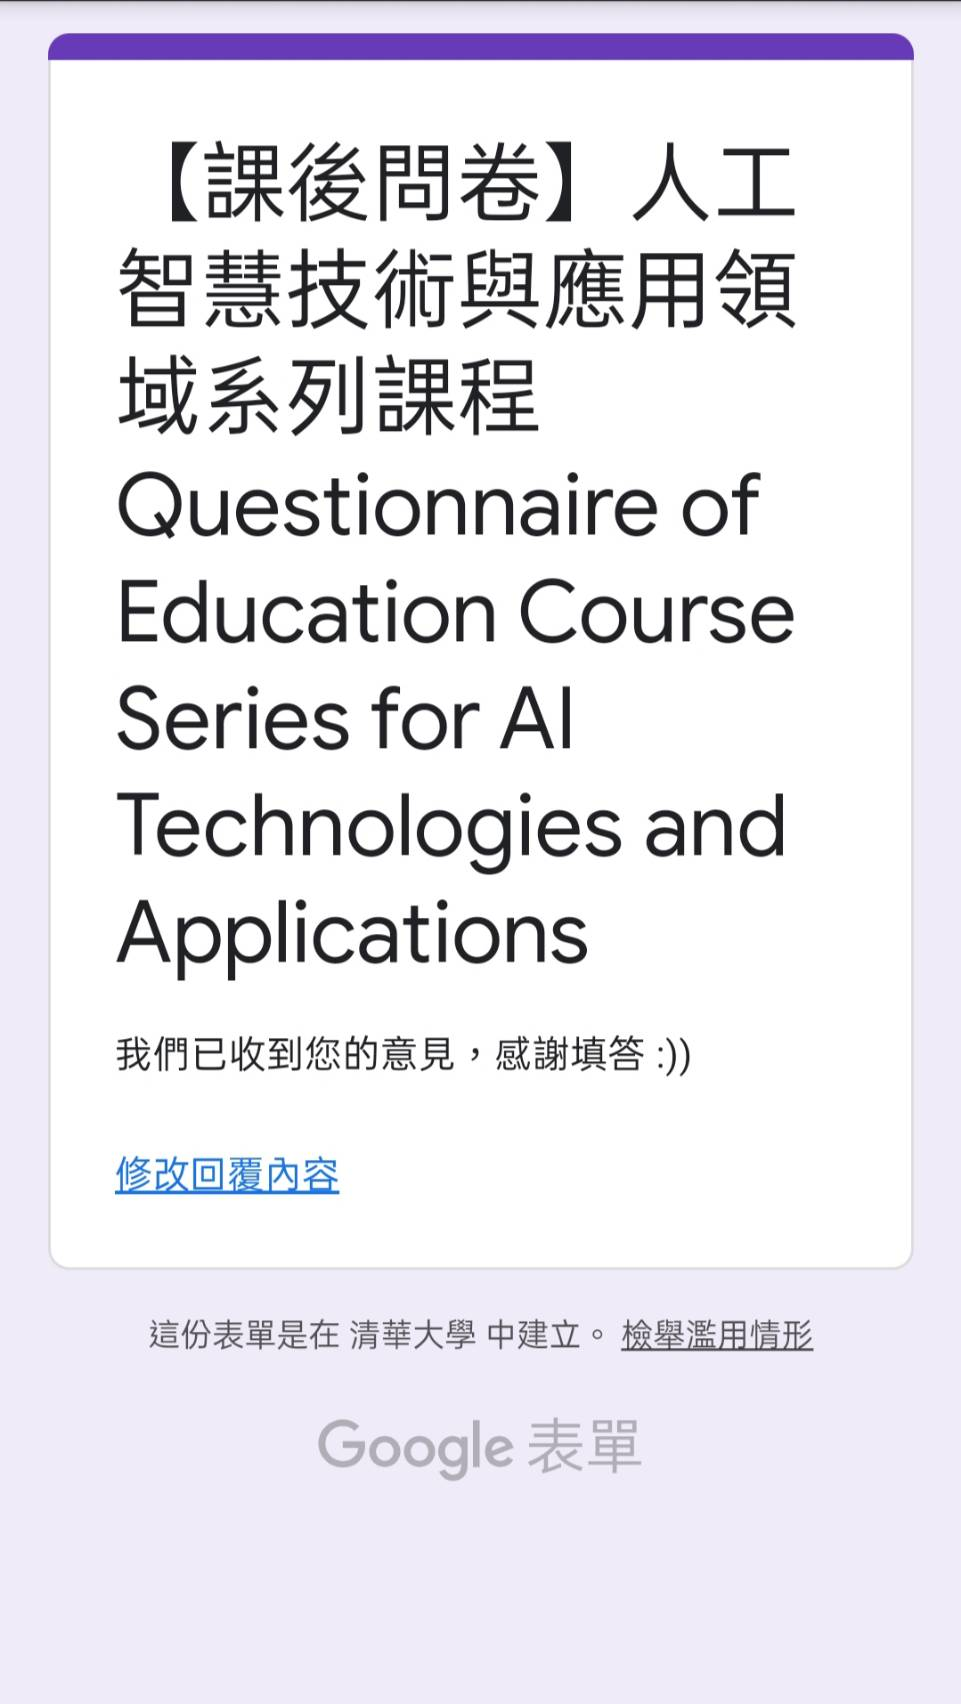 【課後問卷】人工
智慧技術與應用領
域系列課程
Questionnaire of
Education Course
Series for AI
Technologies and
Applications
我們已收到您的意見，感謝填答 :))
修改回覆內容
這份表單是在 清華大學 中建立。 檢舉濫用情形
Google 表單